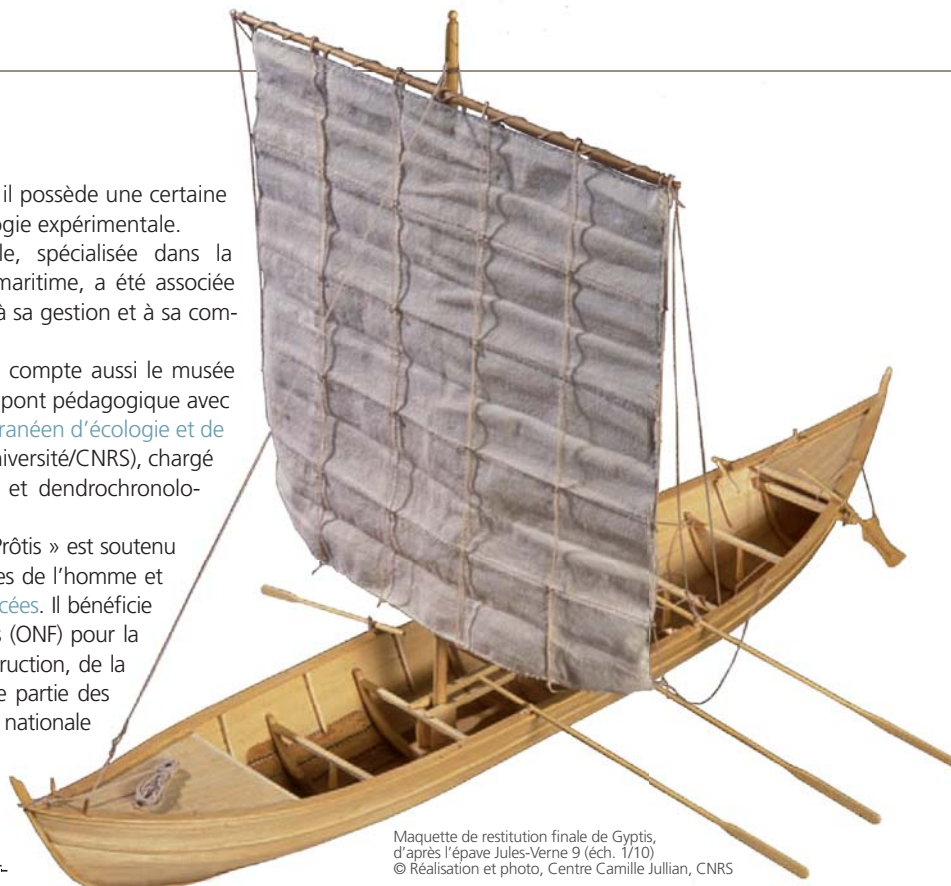 il possède une certaine
ogie expérimentale.
le, spécialisée dans la
maritime, a été associée
à sa gestion et à sa com-
compte aussi le musée
pont pédagogique avec
ranéen d'écologie et de
niversité/CNRS), chargé
et dendrochronolo-
Prôtis » est soutenu
es de l'homme et
cées. Il bénéficie
s (ONF) pour la
ruction, de la
e partie des
nationale
Maquette de restitution finale de Gyptis,
d'après l'épave Jules-Verne 9 (éch. 1/10)
© Réalisation et photo, Centre Camille Jullian, CNRS